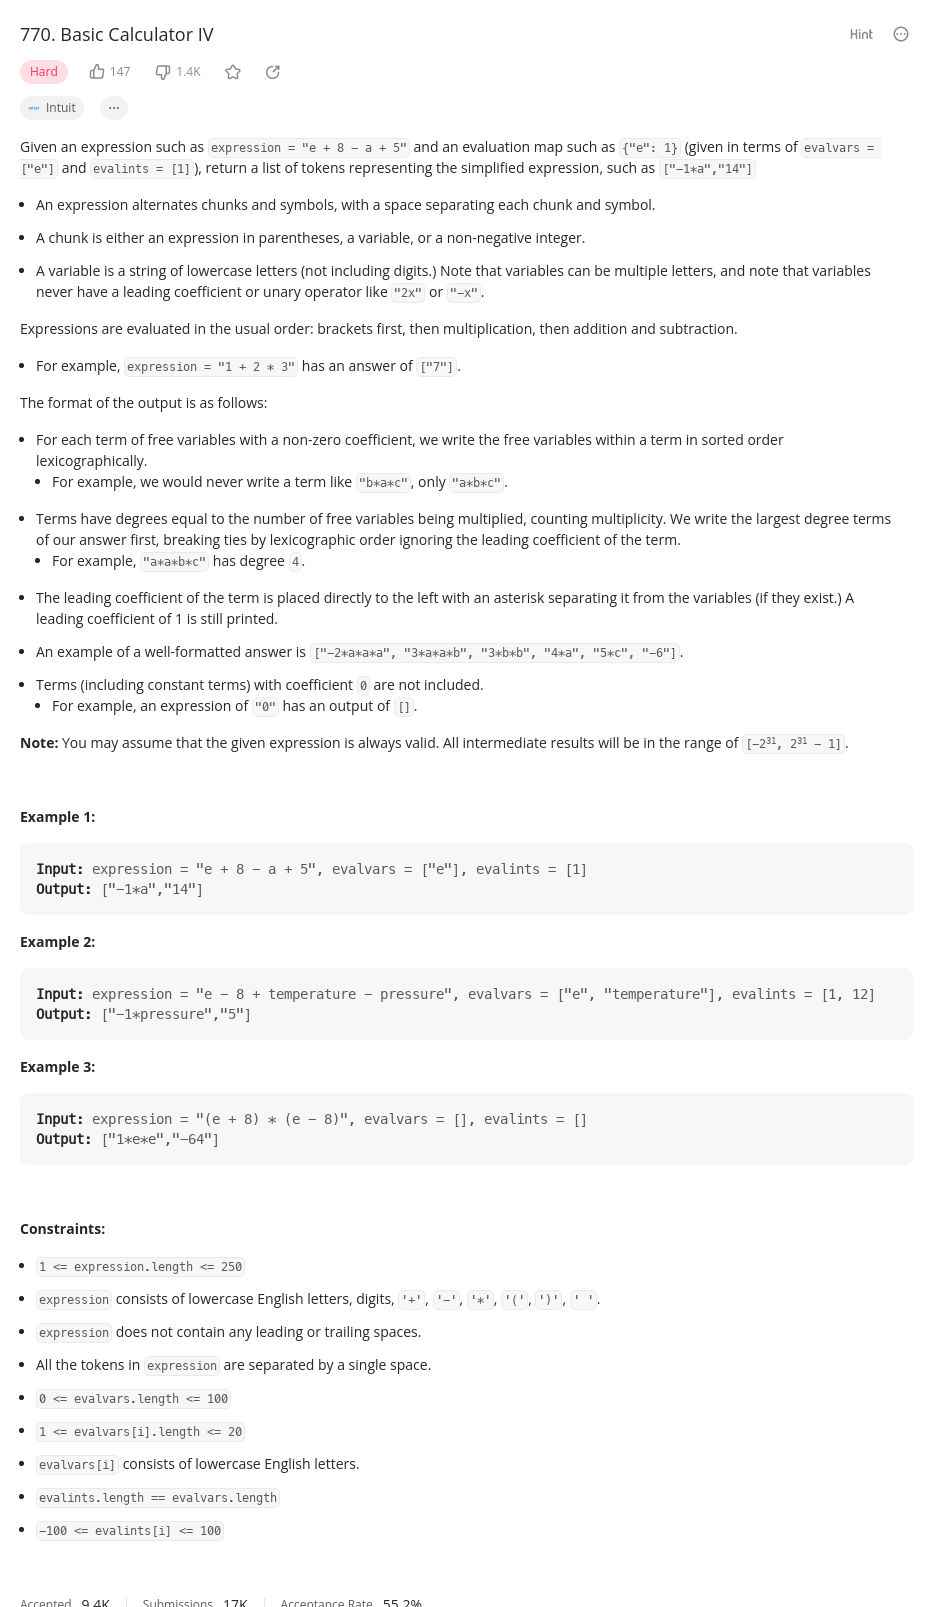 770. Basic Calculator IV
Hint
Hard 147 1.4K
Intuit ...
Given an expression such as expression = "e + 8 - a + 5" and an evaluation map such as {"e": 1} (given in terms of evalvars =
["e"] and evalints = [1]), return a list of tokens representing the simplified expression, such as ["-1*a","14"]
• An expression alternates chunks and symbols, with a space separating each chunk and symbol.
• A chunk is either an expression in parentheses, a variable, or a non-negative integer.
• A variable is a string of lowercase letters (not including digits.) Note that variables can be multiple letters, and note that variables
never have a leading coefficient or unary operator like "2x" or "-x".
Expressions are evaluated in the usual order: brackets first, then multiplication, then addition and subtraction.
• For example, expression = "1 + 2 * 3" has an answer of ["7"].
The format of the output is as follows:
• For each term of free variables with a non-zero coefficient, we write the free variables within a term in sorted order
lexicographically.
• For example, we would never write a term like "b*a*c", only "a*b*c".
• Terms have degrees equal to the number of free variables being multiplied, counting multiplicity. We write the largest degree terms
of our answer first, breaking ties by lexicographic order ignoring the leading coefficient of the term.
• For example, "a*a*b*c" has degree 4.
• The leading coefficient of the term is placed directly to the left with an asterisk separating it from the variables (if they exist.) A
leading coefficient of 1 is still printed.
• An example of a well-formatted answer is ["-2*a*a*a", "3*a*a*b", "3*b*b", "4*a", "5*c", "-6"].
• Terms (including constant terms) with coefficient 0 are not included.
• For example, an expression of "0" has an output of [].
Note: You may assume that the given expression is always valid. All intermediate results will be in the range of [-2³¹, 2³¹ - 1].
Example 1:
Input: expression = "e + 8 - a + 5", evalvars = ["e"], evalints = [1]
Output: ["-1*a","14"]
Example 2:
Input: expression = "e - 8 + temperature - pressure", evalvars = ["e", "temperature"], evalints = [1, 12]
Output: ["-1*pressure","5"]
Example 3:
Input: expression = "(e + 8) * (e - 8)", evalvars = [], evalints = []
Output: ["1*e*e","-64"]
Constraints:
• 1 <= expression.length <= 250
• expression consists of lowercase English letters, digits, '+', '-', '*', '(', ')', ' '.
• expression does not contain any leading or trailing spaces.
• All the tokens in expression are separated by a single space.
• 0 <= evalvars.length <= 100
• 1 <= evalvars[i].length <= 20
• evalvars[i] consists of lowercase English letters.
• evalints.length == evalvars.length
• -100 <= evalints[i] <= 100
Accepted 9.4K Submissions 17K Acceptance Rate 55.2%